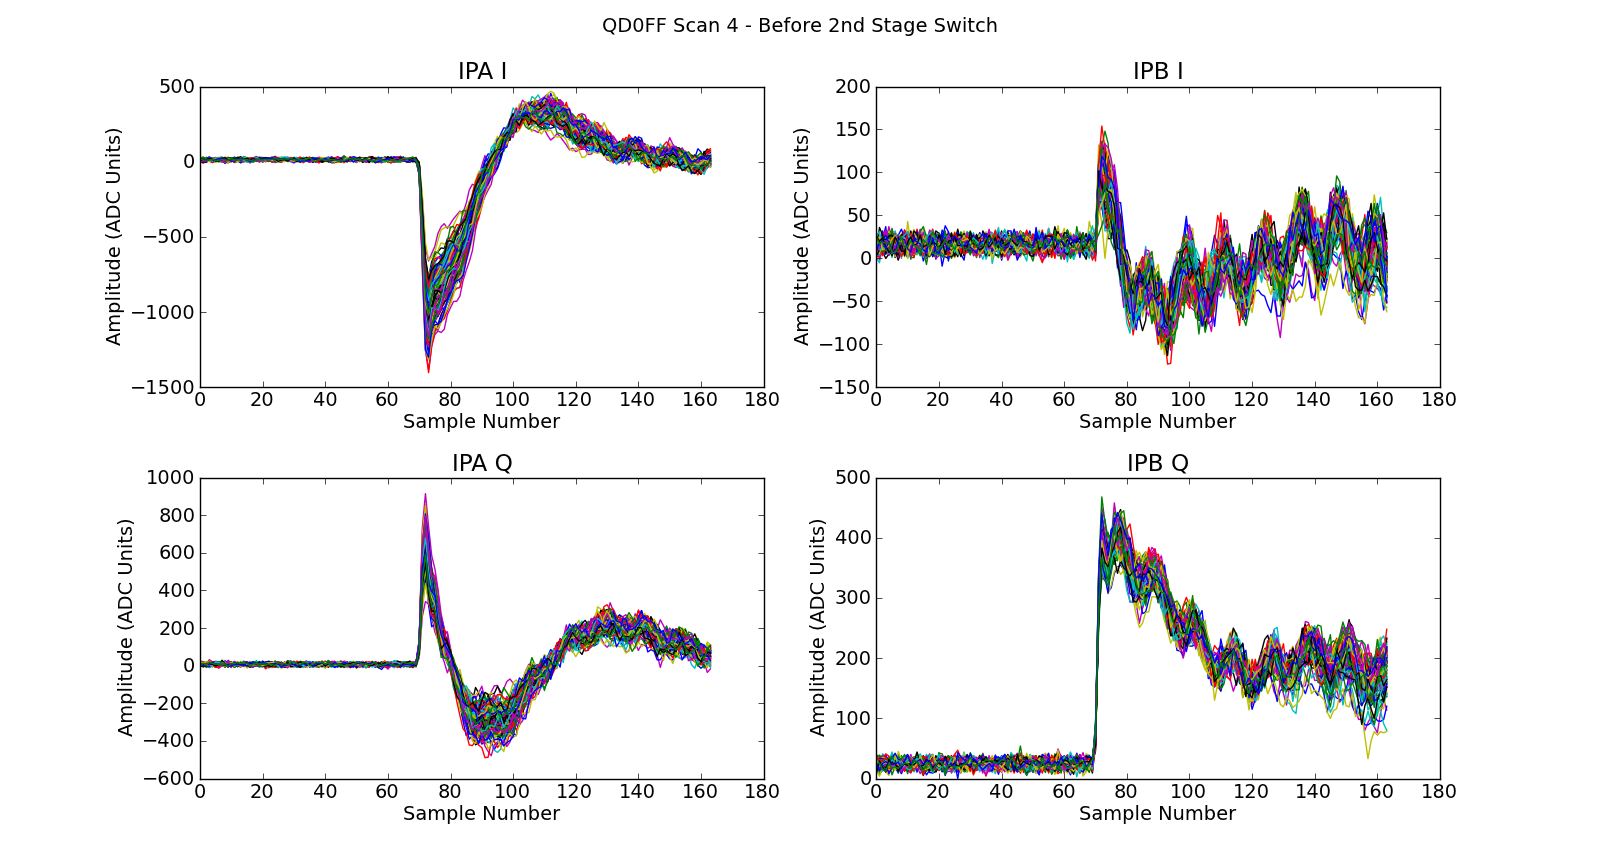 QD0FF Scan 4 - Before 2nd Stage Switch
IPA I
500
0
−500
−1000
−1500
0 20 40 60 80 100 120 140 160 180
Amplitude (ADC Units)
Sample Number
IPB I
200
150
100
50
0
−50
−100
−150
0 20 40 60 80 100 120 140 160 180
Amplitude (ADC Units)
Sample Number
IPA Q
1000
800
600
400
200
0
−200
−400
−600
0 20 40 60 80 100 120 140 160 180
Amplitude (ADC Units)
Sample Number
IPB Q
500
400
300
200
100
0
0 20 40 60 80 100 120 140 160 180
Amplitude (ADC Units)
Sample Number